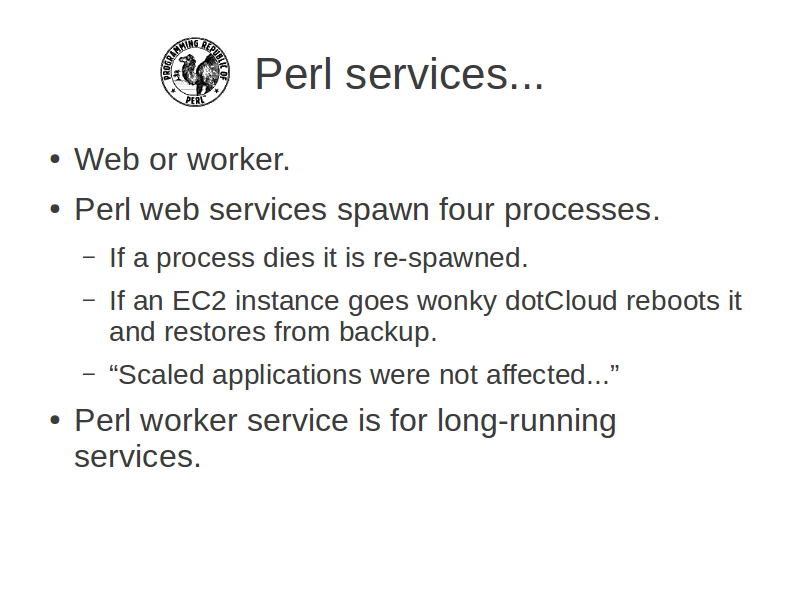 PROGRAMMING REPUBLIC OF
PERL
Perl services...
• Web or worker.
• Perl web services spawn four processes.
– If a process dies it is re-spawned.
– If an EC2 instance goes wonky dotCloud reboots it
and restores from backup.
– “Scaled applications were not affected...”
• Perl worker service is for long-running
services.